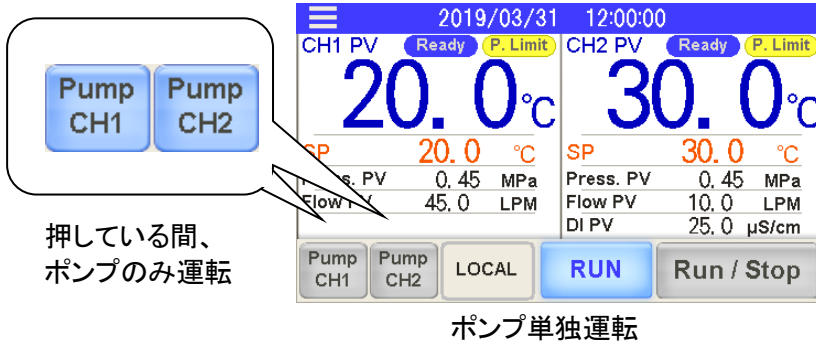 2019/03/31 12:00:00
CH1 PV Ready P. Limit
20.0℃
SP 20.0 ℃
Press. PV 0.45 MPa
Flow PV 45.0 LPM
CH2 PV Ready P. Limit
30.0℃
SP 30.0 ℃
Press. PV 0.45 MPa
Flow PV 10.0 LPM
DI PV 25.0 μS/cm
Pump CH1
Pump CH2
押している間、
ポンプのみ運転
Pump CH1
Pump CH2
LOCAL
RUN
Run / Stop
ポンプ単独運転